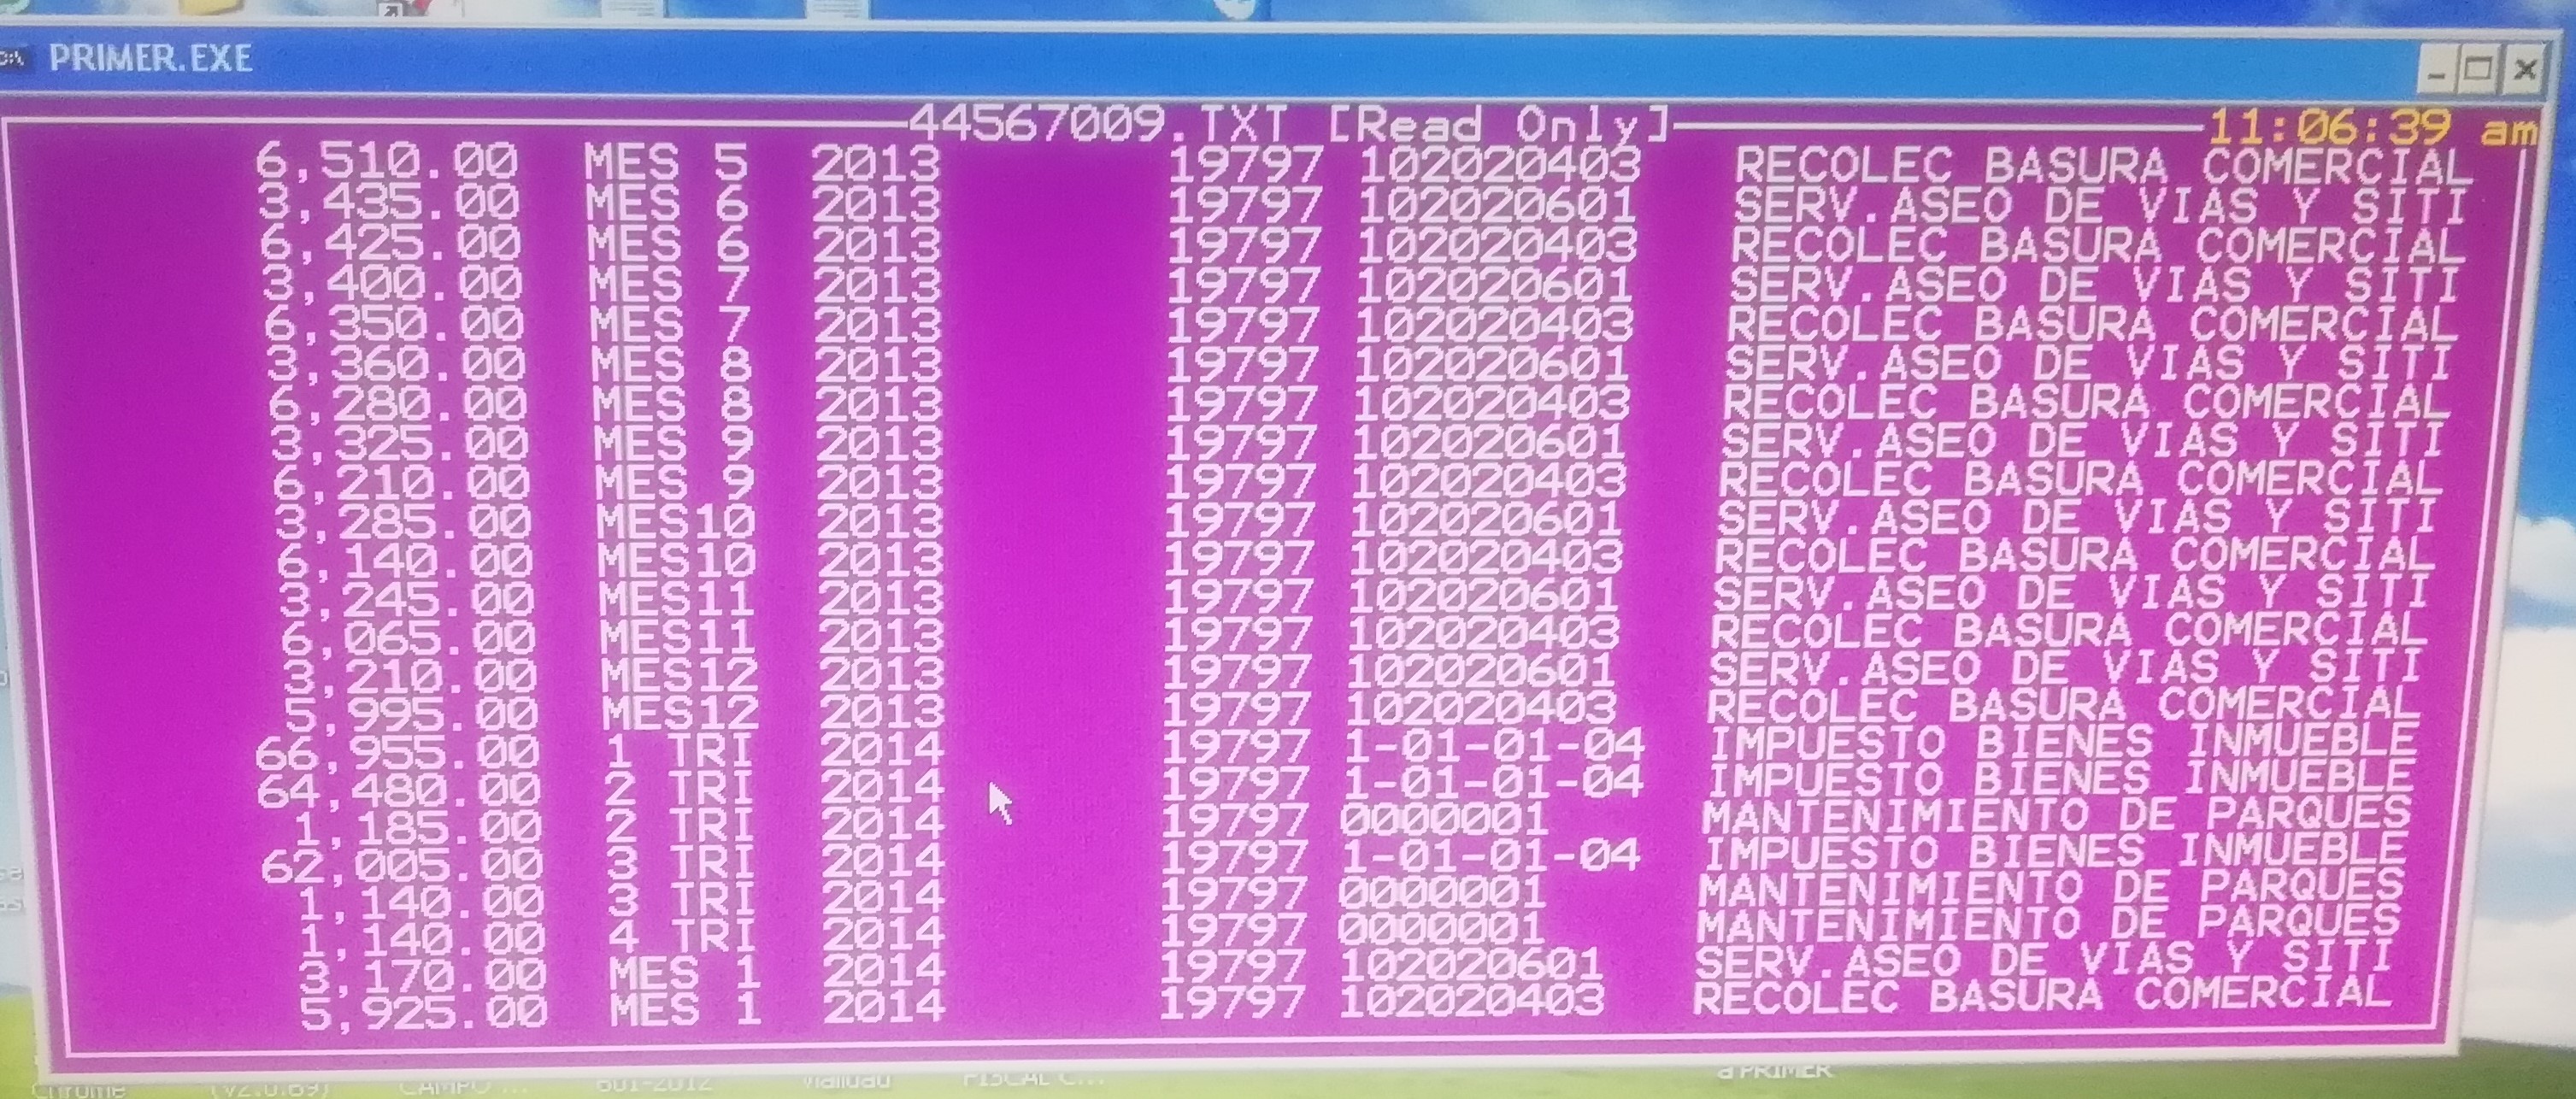 PRIMER.EXE
44567009.TXT [Read Only] 11:06:39 am
6,510.00 MES 5 2013 19797 102020403 RECOLEC BASURA COMERCIAL
3,435.00 MES 6 2013 19797 102020601 SERV.ASEO DE VIAS Y SITI
6,425.00 MES 6 2013 19797 102020403 RECOLEC BASURA COMERCIAL
3,400.00 MES 7 2013 19797 102020601 SERV.ASEO DE VIAS Y SITI
6,350.00 MES 7 2013 19797 102020403 RECOLEC BASURA COMERCIAL
3,360.00 MES 8 2013 19797 102020601 SERV.ASEO DE VIAS Y SITI
6,280.00 MES 8 2013 19797 102020403 RECOLEC BASURA COMERCIAL
3,325.00 MES 9 2013 19797 102020601 SERV.ASEO DE VIAS Y SITI
6,210.00 MES 9 2013 19797 102020403 RECOLEC BASURA COMERCIAL
3,285.00 MES10 2013 19797 102020601 SERV.ASEO DE VIAS Y SITI
6,140.00 MES10 2013 19797 102020403 RECOLEC BASURA COMERCIAL
3,245.00 MES11 2013 19797 102020601 SERV.ASEO DE VIAS Y SITI
6,065.00 MES11 2013 19797 102020403 RECOLEC BASURA COMERCIAL
3,210.00 MES12 2013 19797 102020601 SERV.ASEO DE VIAS Y SITI
5,995.00 MES12 2013 19797 102020403 RECOLEC BASURA COMERCIAL
66,955.00 1 TRI 2014 19797 1-01-01-04 IMPUESTO BIENES INMUEBLE
64,480.00 2 TRI 2014 19797 1-01-01-04 IMPUESTO BIENES INMUEBLE
1,185.00 2 TRI 2014 19797 0000001 MANTENIMIENTO DE PARQUES
62,005.00 3 TRI 2014 19797 1-01-01-04 IMPUESTO BIENES INMUEBLE
1,140.00 3 TRI 2014 19797 0000001 MANTENIMIENTO DE PARQUES
1,140.00 4 TRI 2014 19797 0000001 MANTENIMIENTO DE PARQUES
3,170.00 MES 1 2014 19797 102020601 SERV.ASEO DE VIAS Y SITI
5,925.00 MES 1 2014 19797 102020403 RECOLEC BASURA COMERCIAL
Chrome (v2.0.69) CAMPO ... 601-2012 FISCAL C... a PRIMER